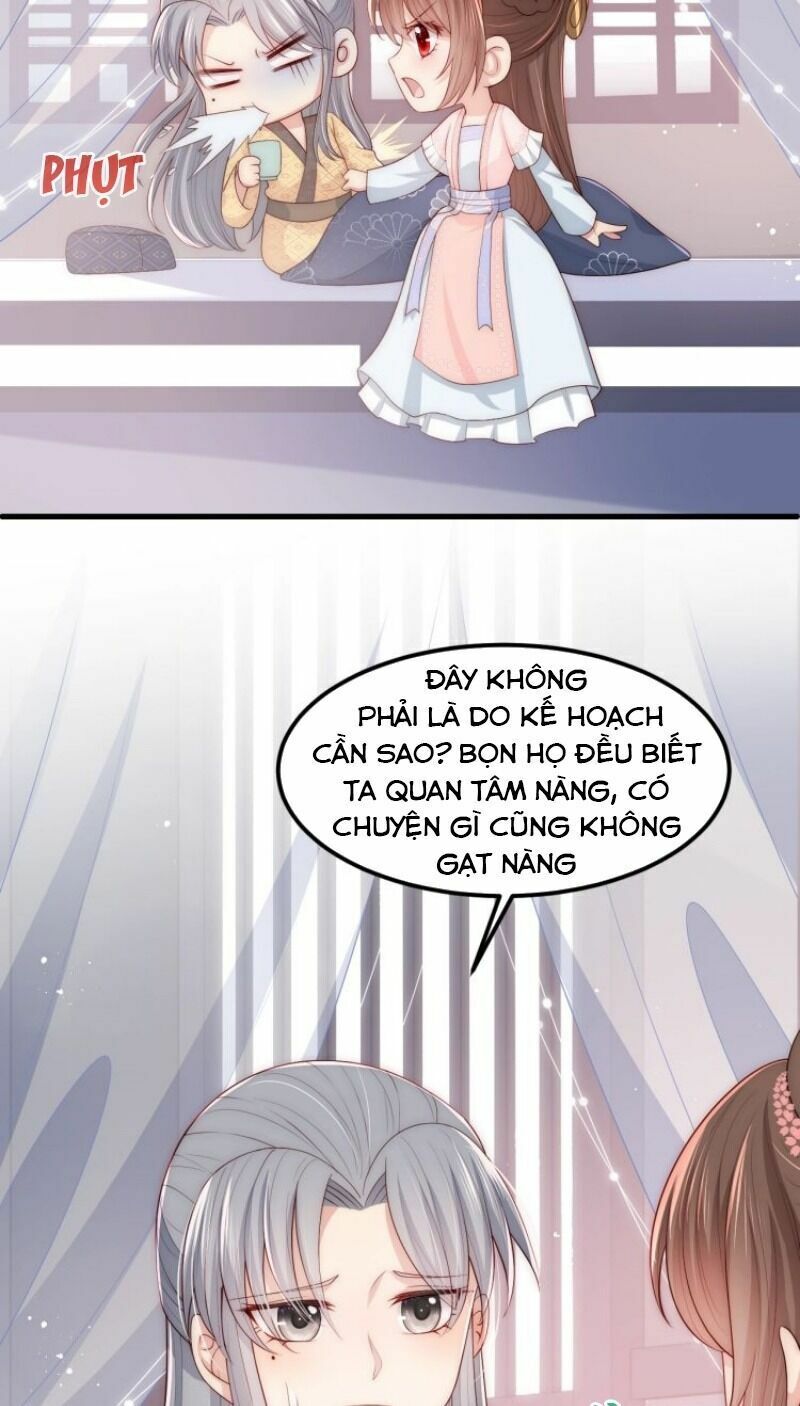 PHỤT
ĐÂY KHÔNG
PHẢI LÀ DO KẾ HOẠCH
CẦN SAO? BỌN HỌ ĐỀU BIẾT
TA QUAN TÂM NÀNG, CÓ
CHUYỆN GÌ CŨNG KHÔNG
GẠT NÀNG